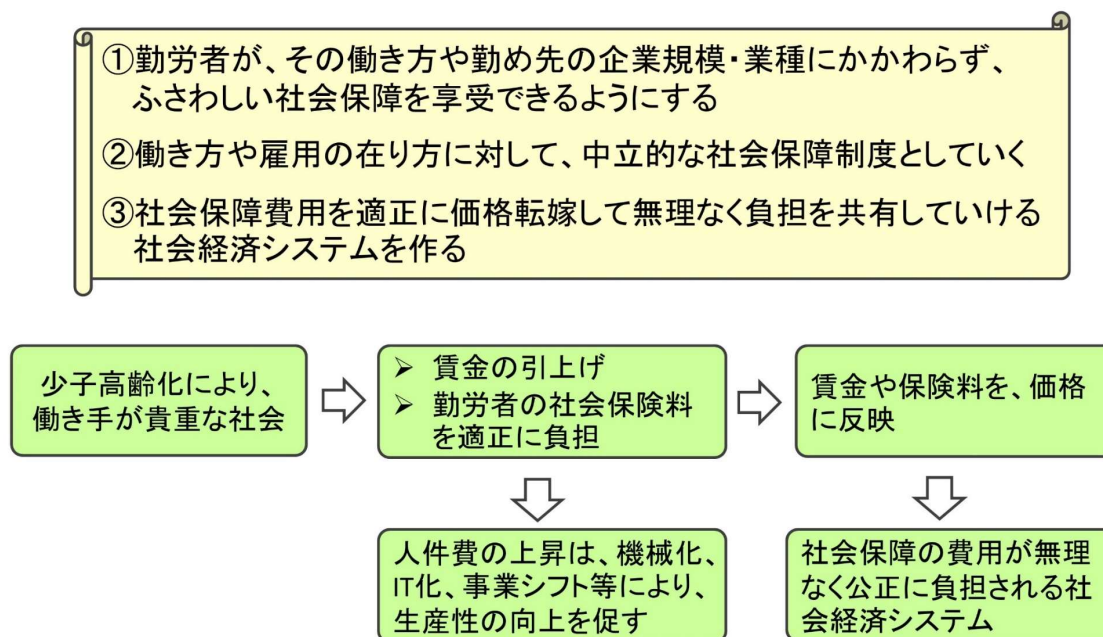 ①勤労者が、その働き方や勤め先の企業規模・業種にかかわらず、
ふさわしい社会保障を享受できるようにする
②働き方や雇用の在り方に対して、中立的な社会保障制度としていく
③社会保障費用を適正に価格転嫁して無理なく負担を共有していける
社会経済システムを作る
少子高齢化により、
働き手が貴重な社会
➢ 賃金の引上げ
➢ 勤労者の社会保険料
を適正に負担
賃金や保険料を、価格
に反映
人件費の上昇は、機械化、
IT化、事業シフト等により、
生産性の向上を促す
社会保障の費用が無理
なく公正に負担される社
会経済システム